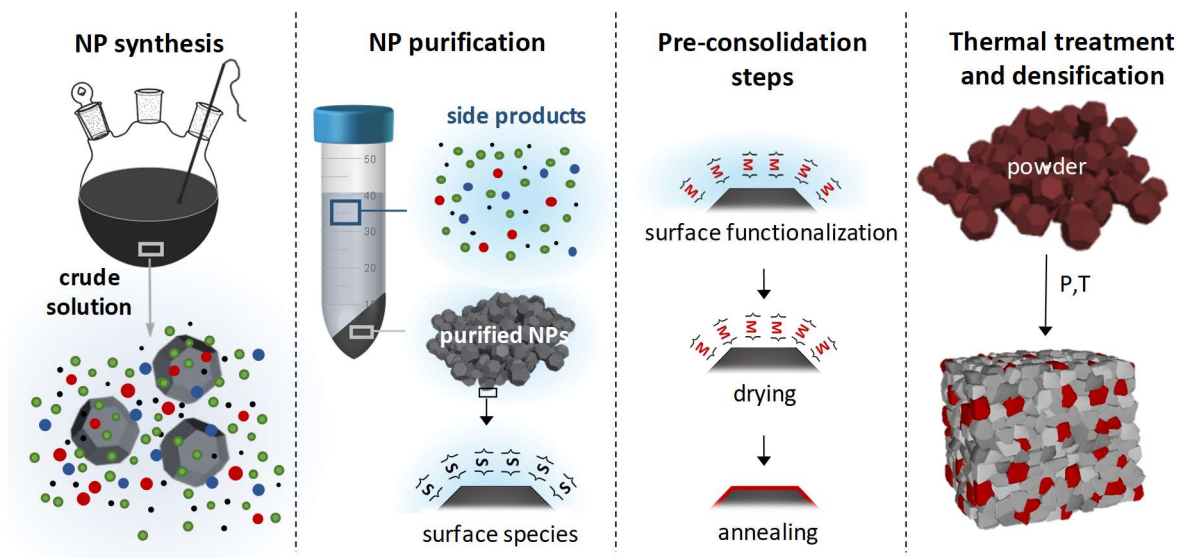 NP synthesis
crude
solution
NP purification
side products
50
40
30
20
10
purified NPs
S S S S S S
surface species
Pre-consolidation
steps
M M M M M M
surface functionalization
M M M M M M
drying
annealing
Thermal treatment
and densification
powder
P,T